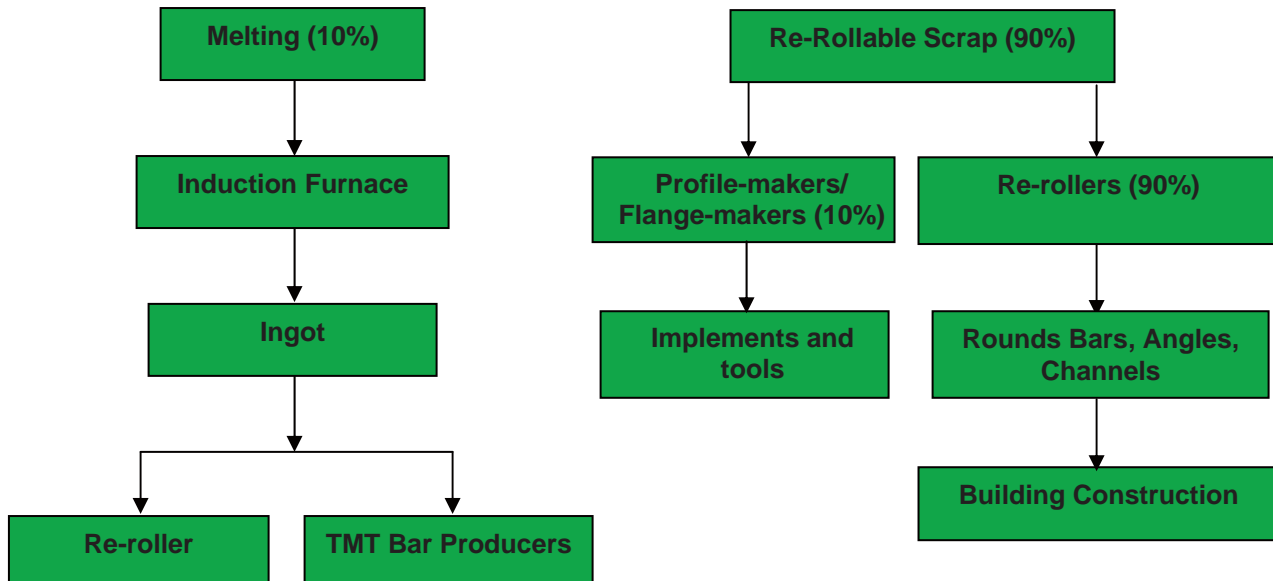 Melting (10%)
Re-Rollable Scrap (90%)
Induction Furnace
Profile-makers/
Flange-makers (10%)
Re-rollers (90%)
Ingot
Implements and
tools
Rounds Bars, Angles,
Channels
Building Construction
Re-roller
TMT Bar Producers